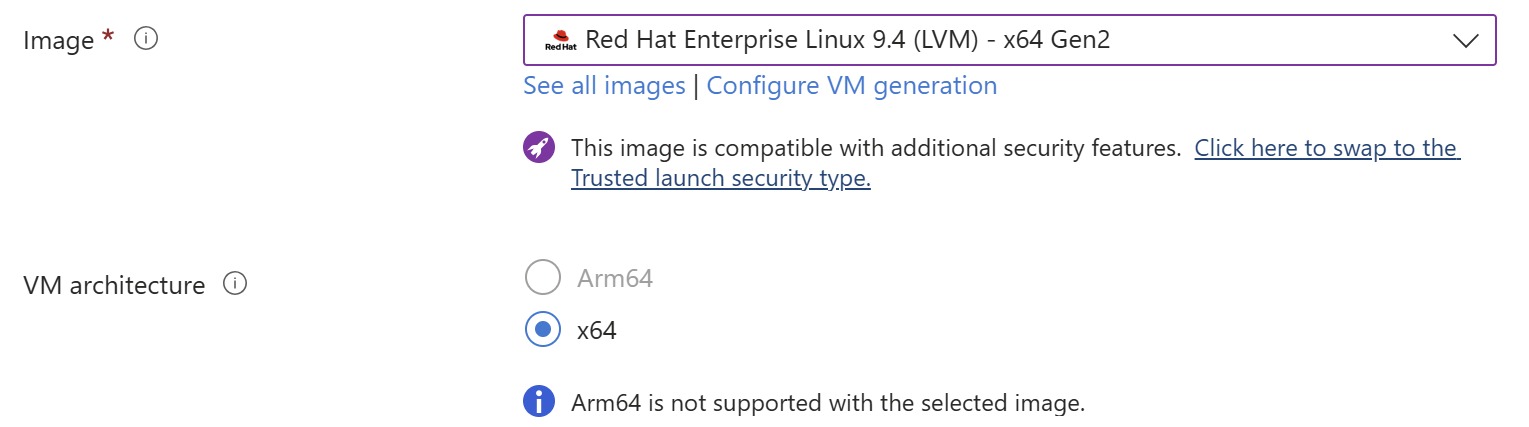 Image *
Red Hat Red Hat Enterprise Linux 9.4 (LVM) - x64 Gen2
See all images | Configure VM generation
This image is compatible with additional security features. Click here to swap to the
Trusted launch security type.
VM architecture
Arm64
x64
Arm64 is not supported with the selected image.